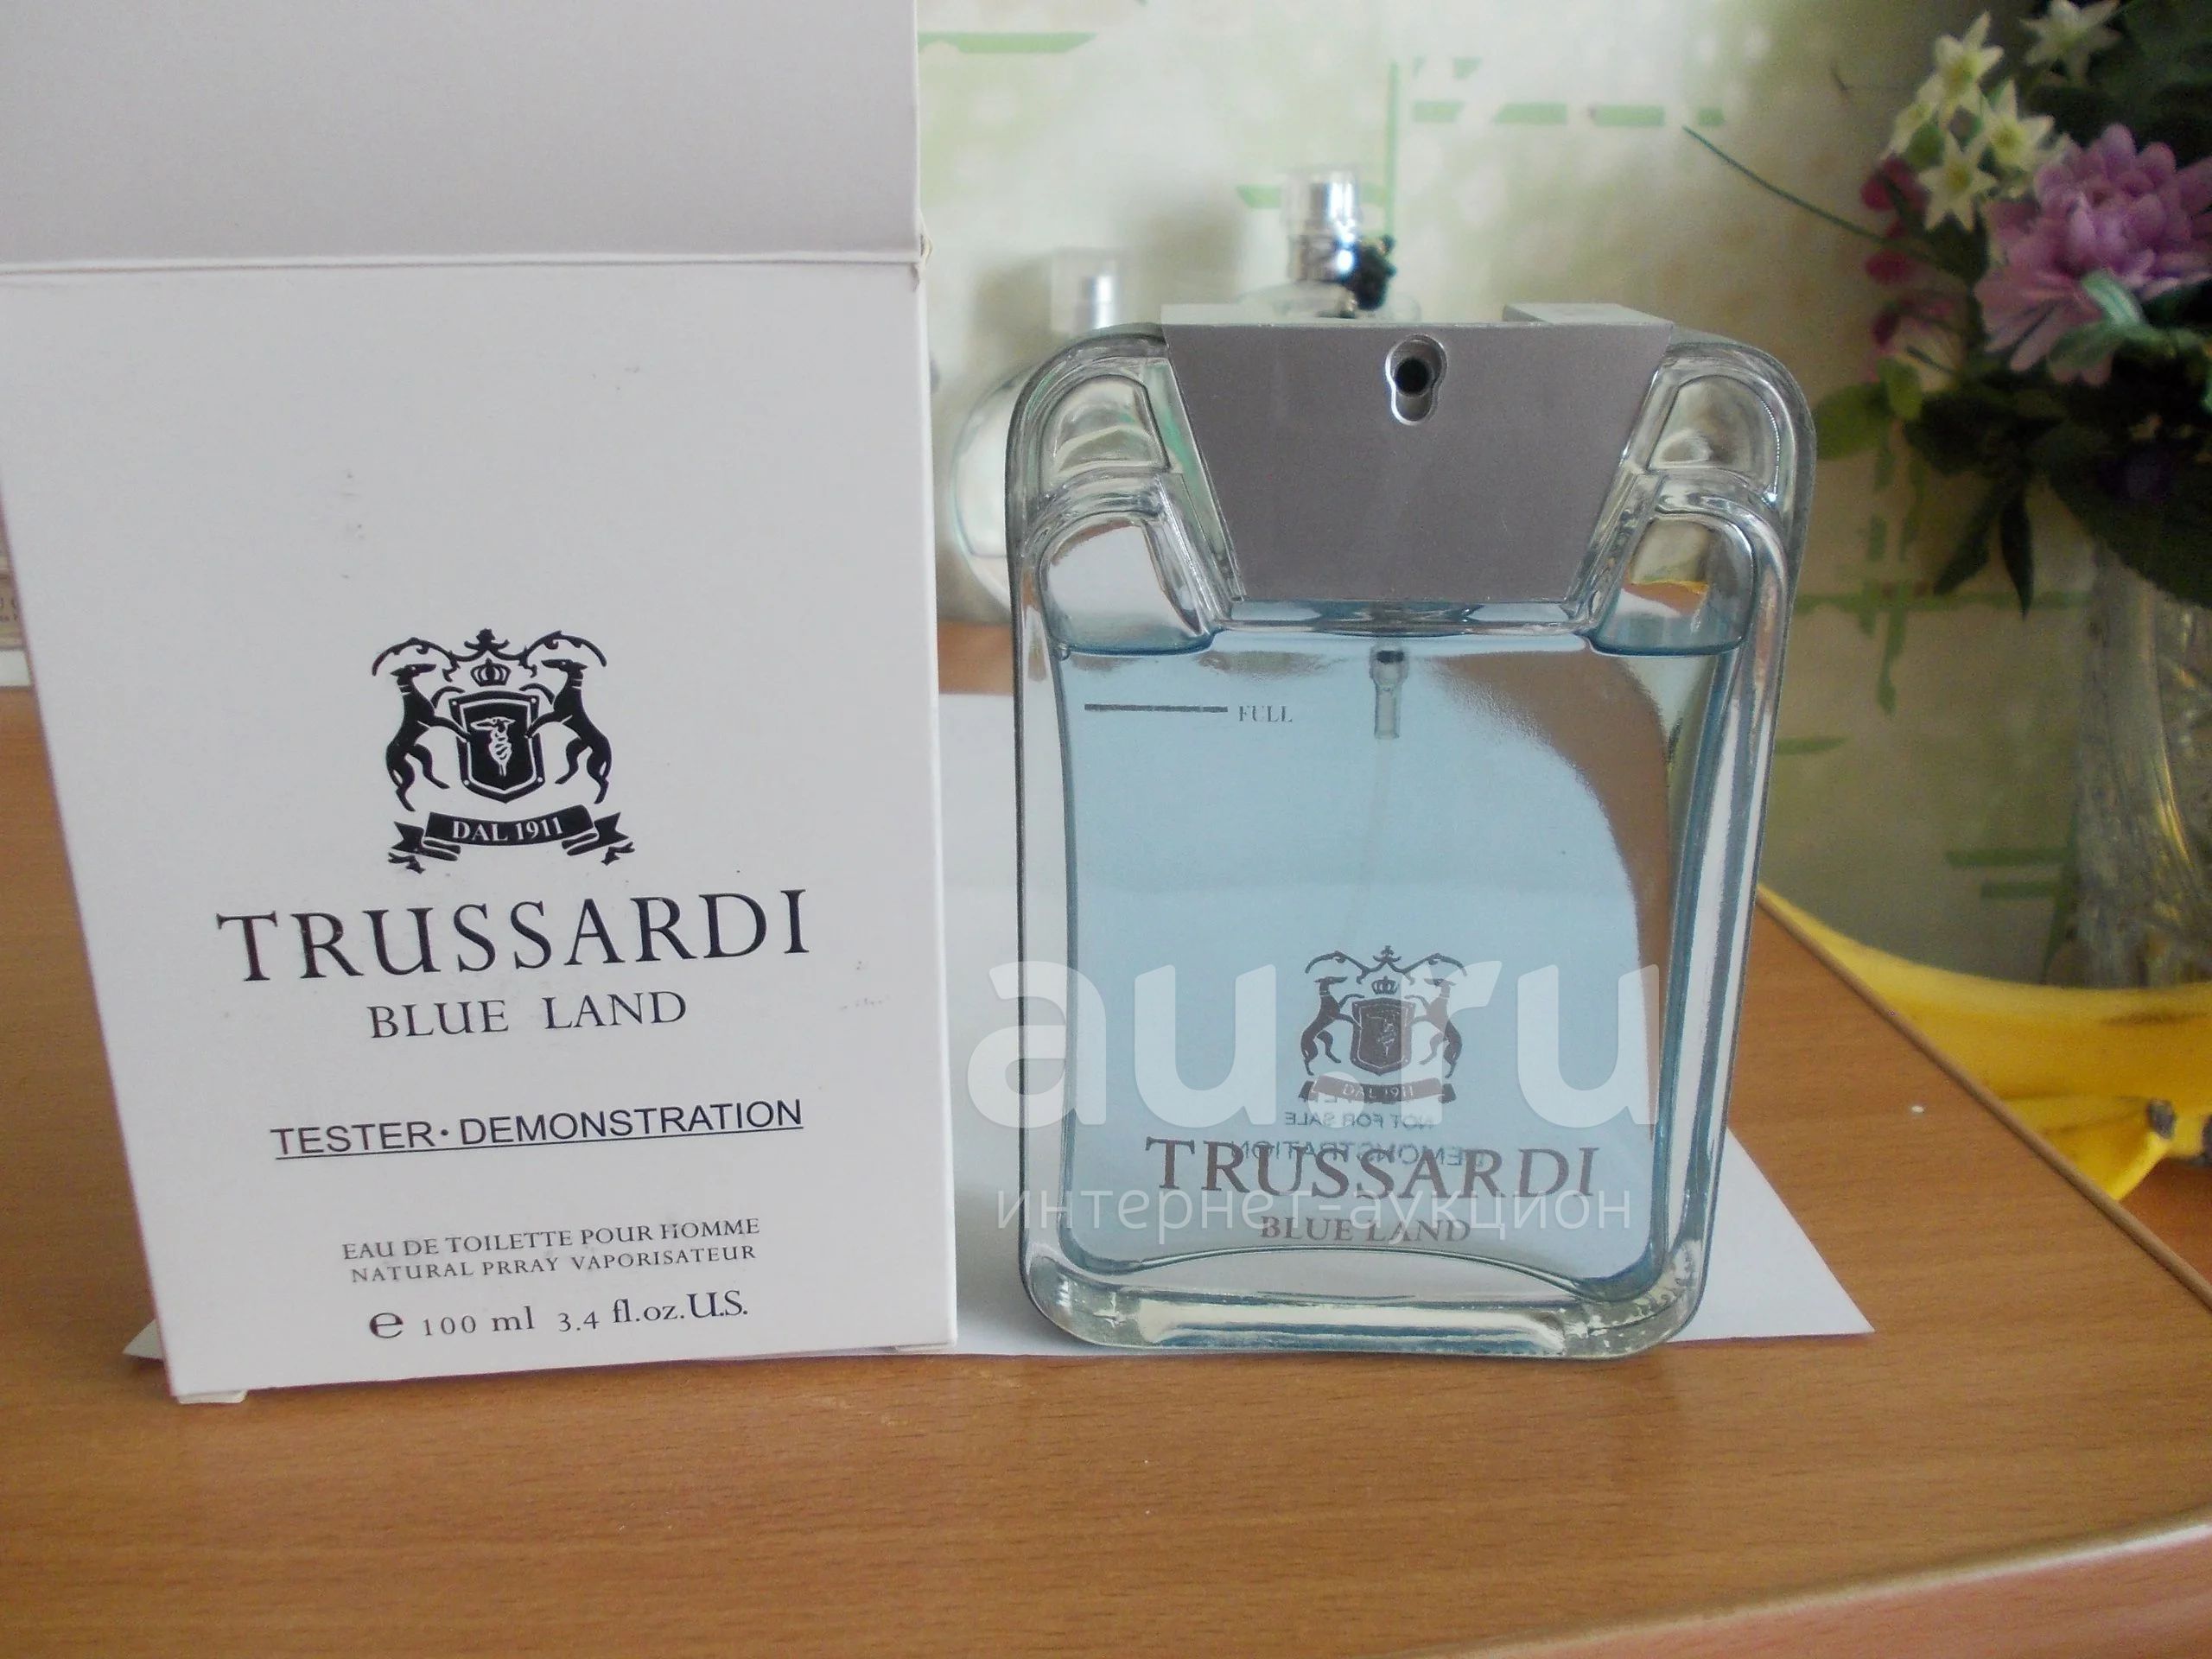 DAL 1911
TRUSSARDI
BLUE LAND
TESTER·DEMONSTRATION
EAU DE TOILETTE POUR HOMME
NATURAL PRRAY VAPORISATEUR
e 100 ml 3.4 fl.oz.U.S.
FULL
au.ru
DAL 1911
NOT FOR SALE
DEMONSTRATION
TRUSSARDI
интернет-аукцион
BLUE LAND